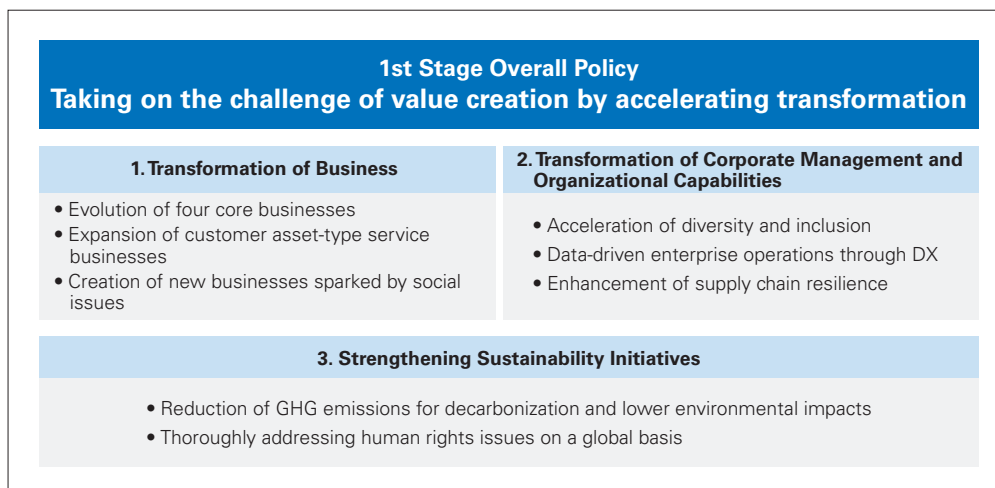 1st Stage Overall Policy
Taking on the challenge of value creation by accelerating transformation
1. Transformation of Business
• Evolution of four core businesses
• Expansion of customer asset-type service
businesses
• Creation of new businesses sparked by social
issues
2. Transformation of Corporate Management and
Organizational Capabilities
• Acceleration of diversity and inclusion
• Data-driven enterprise operations through DX
• Enhancement of supply chain resilience
3. Strengthening Sustainability Initiatives
• Reduction of GHG emissions for decarbonization and lower environmental impacts
• Thoroughly addressing human rights issues on a global basis